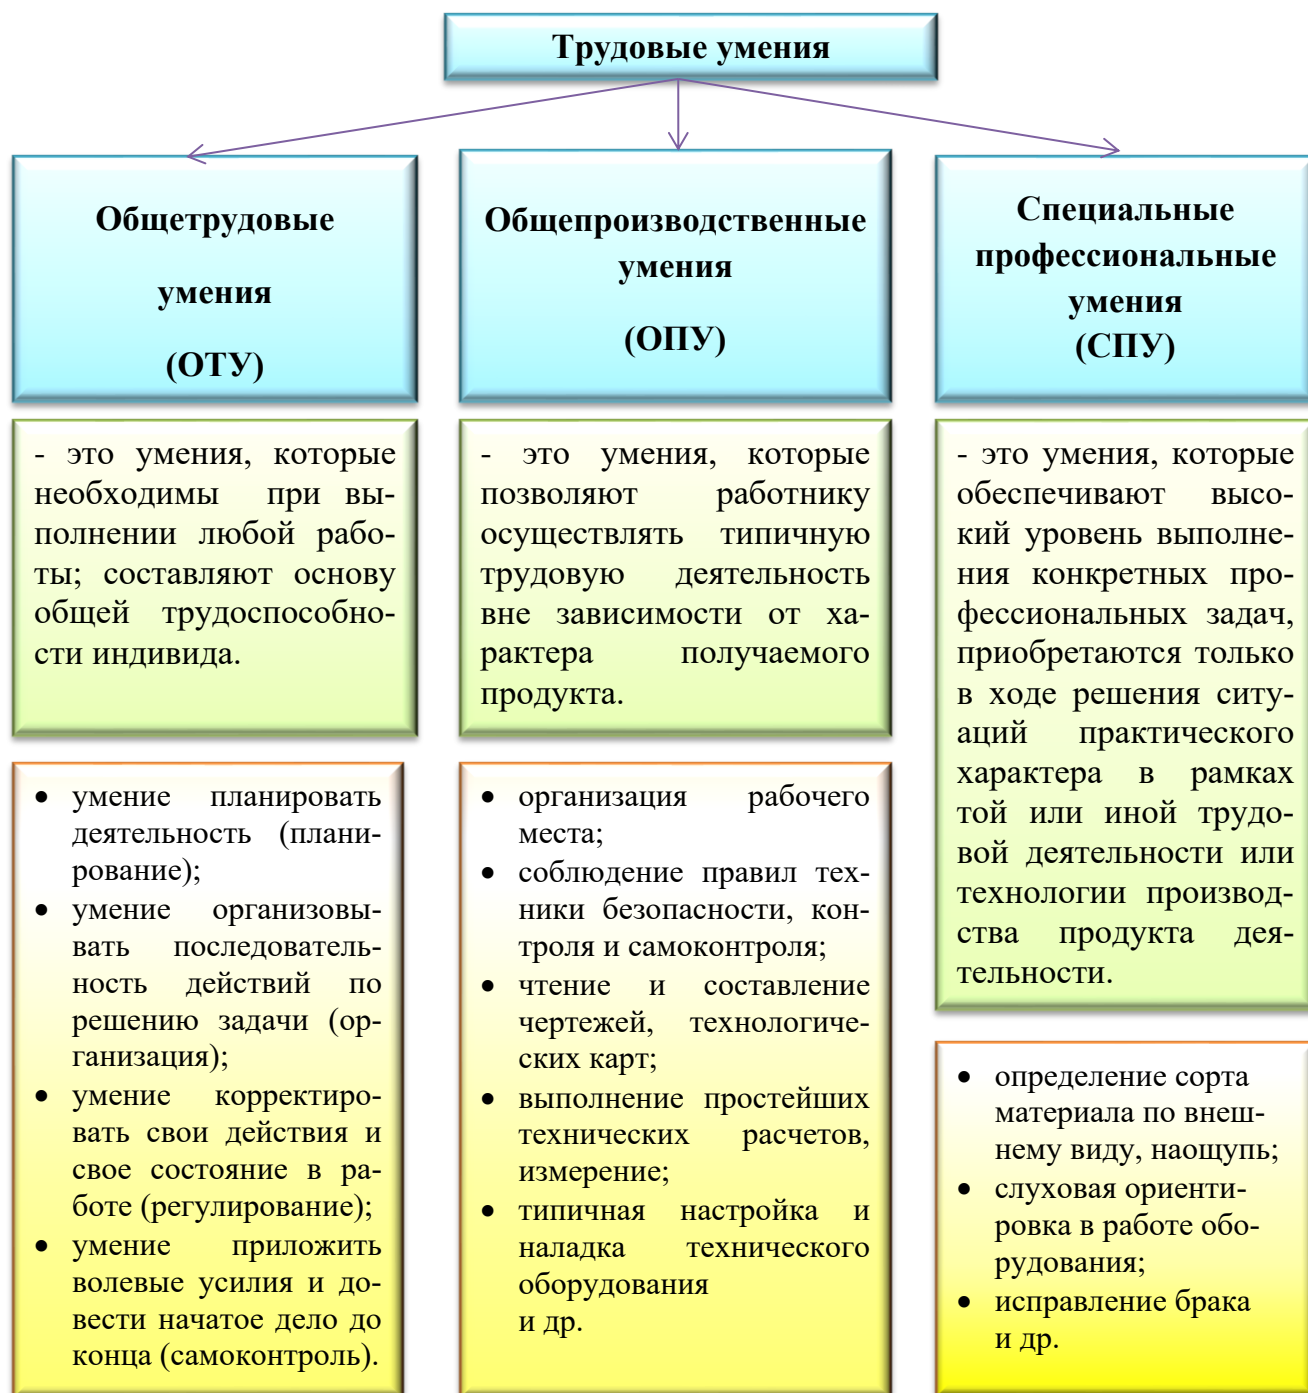 Трудовые умения
Общетрудовые
умения
(ОТУ)
Общепроизводственные
умения
(ОПУ)
Специальные
профессиональные
умения
(СПУ)
- это умения, которые
необходимы при вы-
полнении любой рабо-
ты; составляют основу
общей трудоспособно-
сти индивида.
- это умения, которые
позволяют работнику
осуществлять типичную
трудовую деятельность
вне зависимости от ха-
рактера получаемого
продукта.
- это умения, которые
обеспечивают высо-
кий уровень выполне-
ния конкретных про-
фессиональных задач,
приобретаются только
в ходе решения ситу-
аций практического
характера в рамках
той или иной трудо-
вой деятельности или
технологии производ-
ства продукта дея-
тельности.
• умение планировать
деятельность (плани-
рование);
• умение организовы-
вать последователь-
ность действий по
решению задачи (ор-
ганизация);
• умение корректиро-
вать свои действия и
свое состояние в ра-
боте (регулирование);
• умение приложить
волевые усилия и до-
вести начатое дело до
конца (самоконтроль).
• организация рабочего
места;
• соблюдение правил тех-
ники безопасности, кон-
троля и самоконтроля;
• чтение и составление
чертежей, технологиче-
ских карт;
• выполнение простейших
технических расчетов,
измерение;
• типичная настройка и
наладка технического
оборудования
и др.
• определение сорта
материала по внеш-
нему виду, наощупь;
• слуховая ориенти-
ровка в работе обо-
рудования;
• исправление брака
и др.